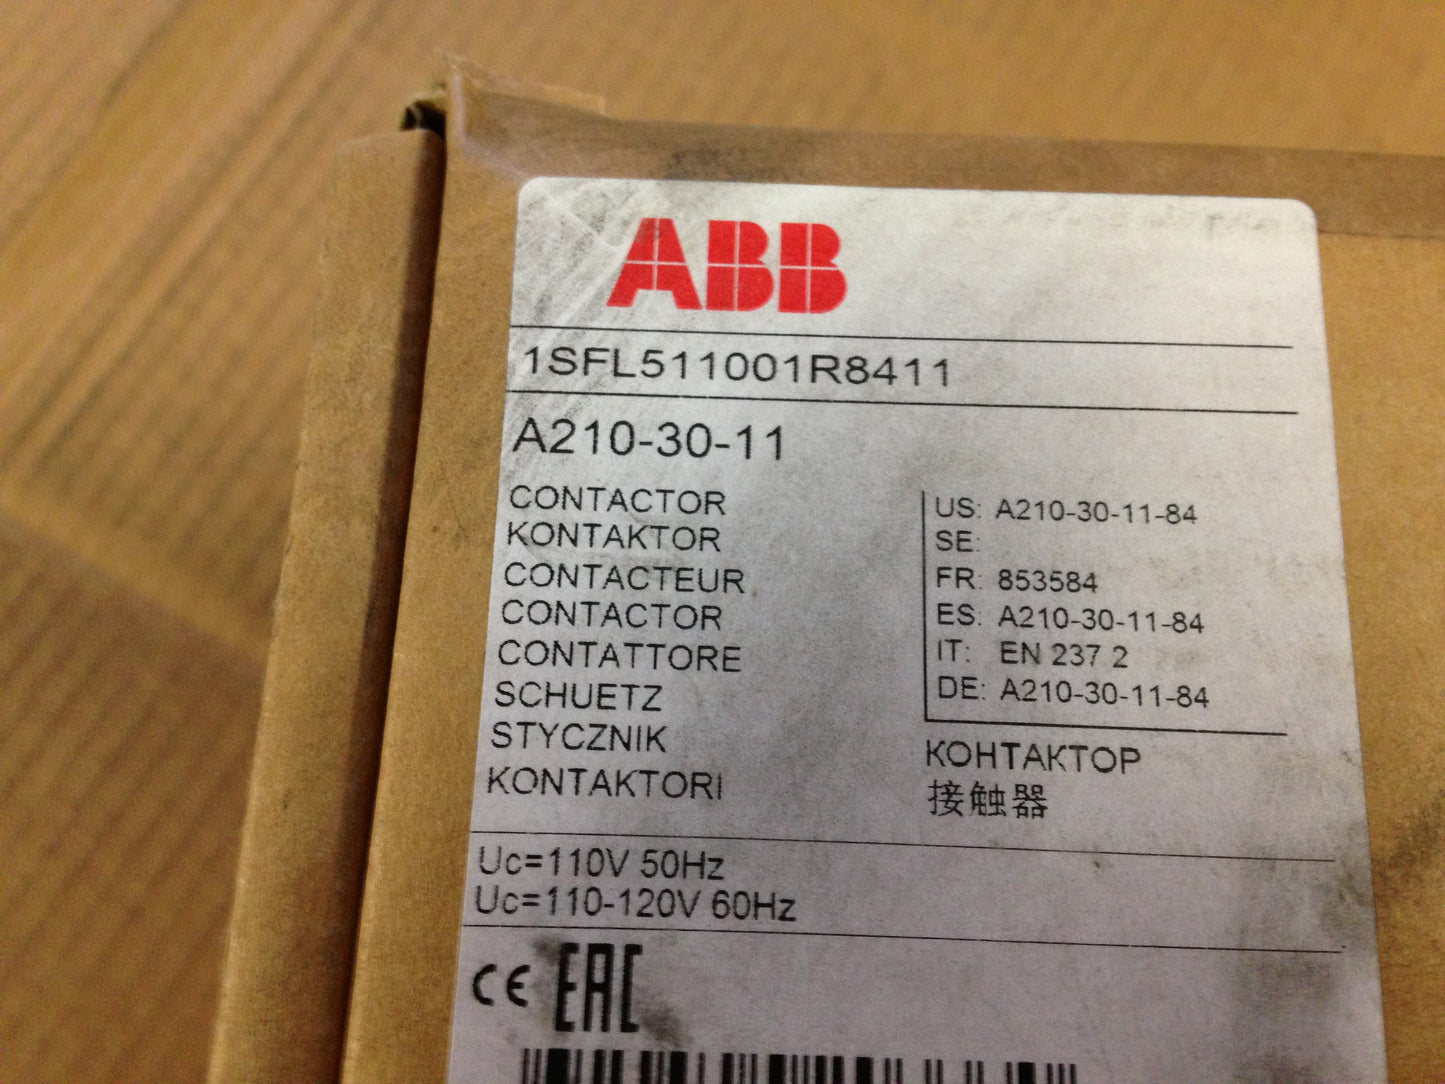 ABB
1SFL511001R8411
A210-30-11
CONTACTOR
KONTAKTOR
CONTACTEUR
CONTACTOR
CONTATTORE
SCHUETZ
STYCZNIK
KONTAKTORI
US: A210-30-11-84
SE:
FR: 853584
ES: A210-30-11-84
IT: EN 237 2
DE: A210-30-11-84
КОНТАКТОР
接触器
Uc=110V 50Hz
Uc=110-120V 60Hz
CE EAC